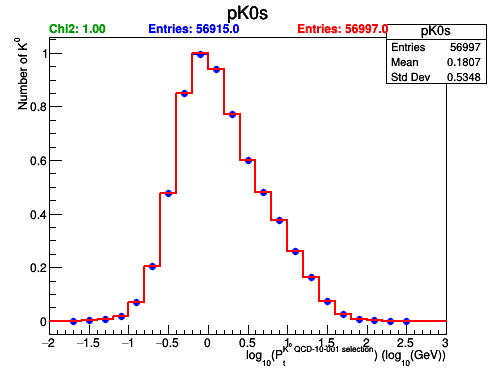 pK0s
Chi2: 1.00 Entries: 56915.0 Entries: 56997.0
pK0s
Entries 56997
Mean 0.1807
Std Dev 0.5348
Number of K⁰
1
0.8
0.6
0.4
0.2
0
−2 −1.5 −1 −0.5 0 0.5 1 1.5 2 2.5 3
log₁₀(P_t^{K⁰ QCD-10-001 selection}) (log₁₀(GeV))